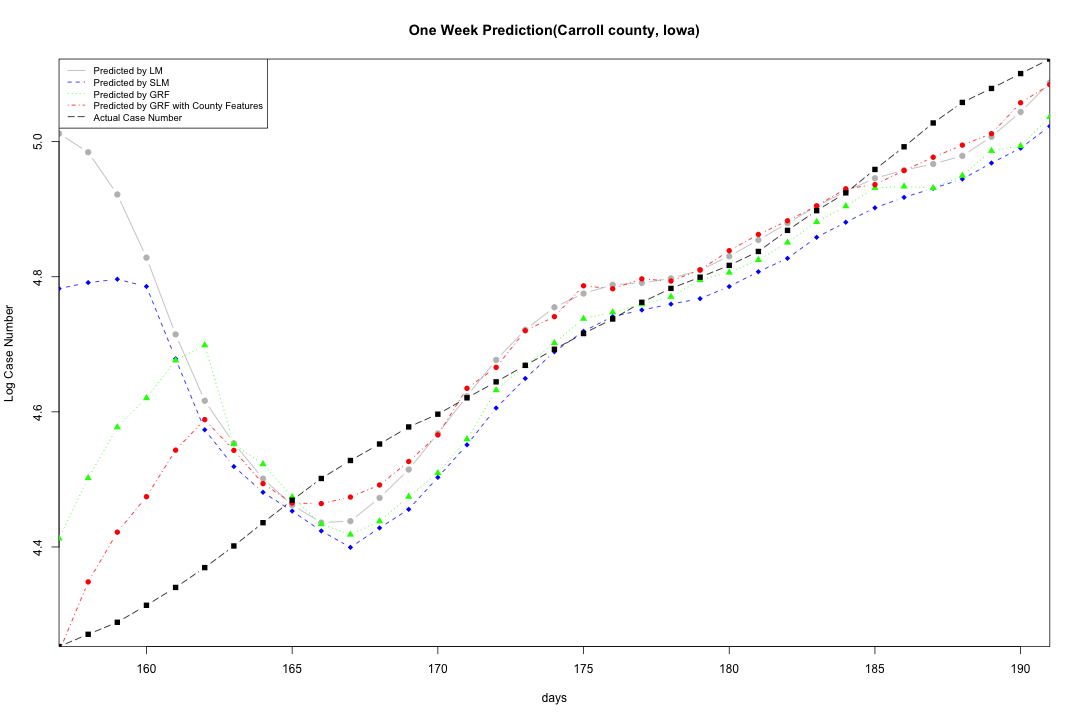 One Week Prediction(Carroll county, Iowa)
Predicted by LM
Predicted by SLM
Predicted by GRF
Predicted by GRF with County Features
Actual Case Number
5.0
4.8
4.6
4.4
Log Case Number
160 165 170 175 180 185 190
days